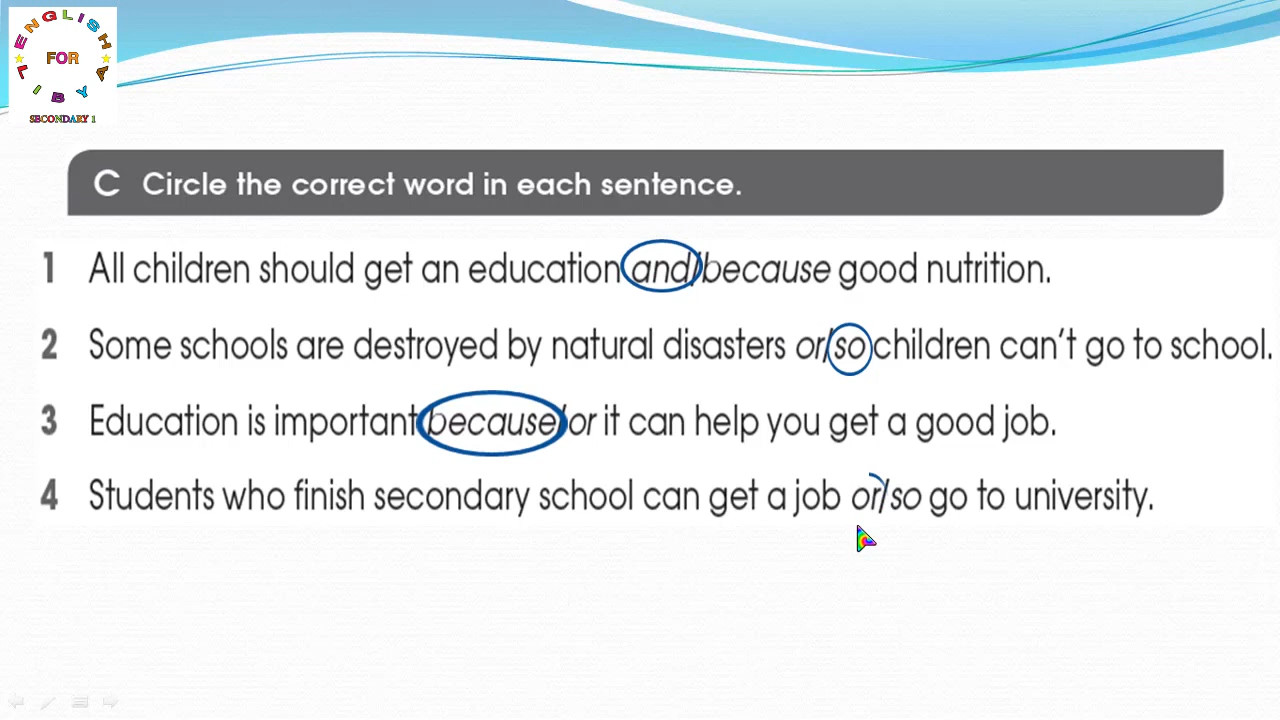 ENGLISH
FOR
LIBYA
SECONDARY 1
C Circle the correct word in each sentence.
1 All children should get an education and/because good nutrition.
2 Some schools are destroyed by natural disasters or/so children can't go to school.
3 Education is important because/or it can help you get a good job.
4 Students who finish secondary school can get a job or/so go to university.